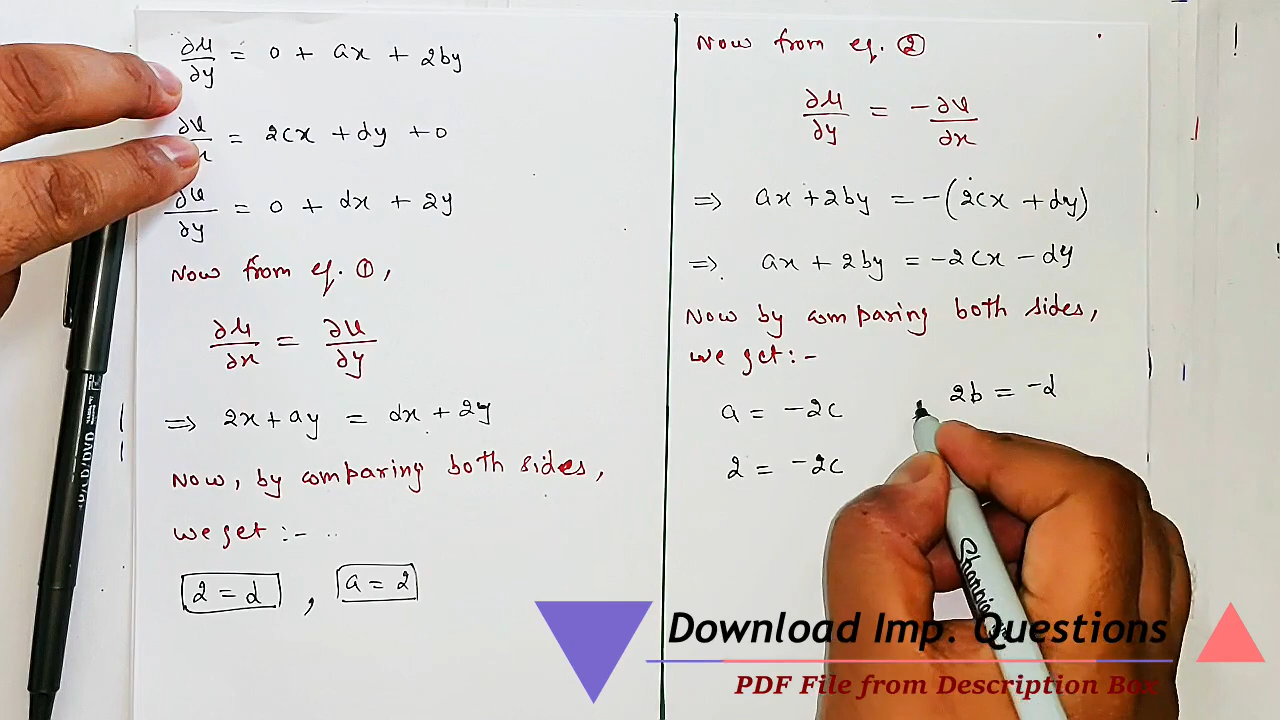 ∂u/∂y = 0 + ax + 2by
∂v/x = 2cx + dy + 0
∂v/∂y = 0 + dx + 2y
Now from eq. ①,
∂u/∂x = ∂v/∂y
⇒ 2x + ay = dx + 2y
Now, by comparing both sides,
we get :-
2 = d , a = 2
Now from eq. ②
∂u/∂y = -∂v/∂x
⇒ ax + 2by = -(2cx + dy)
⇒ ax + 2by = -2cx - dy
Now by comparing both sides,
we get :-
a = -2c 2b = -d
2 = -2c
Download Imp. Questions
PDF File from Description Box